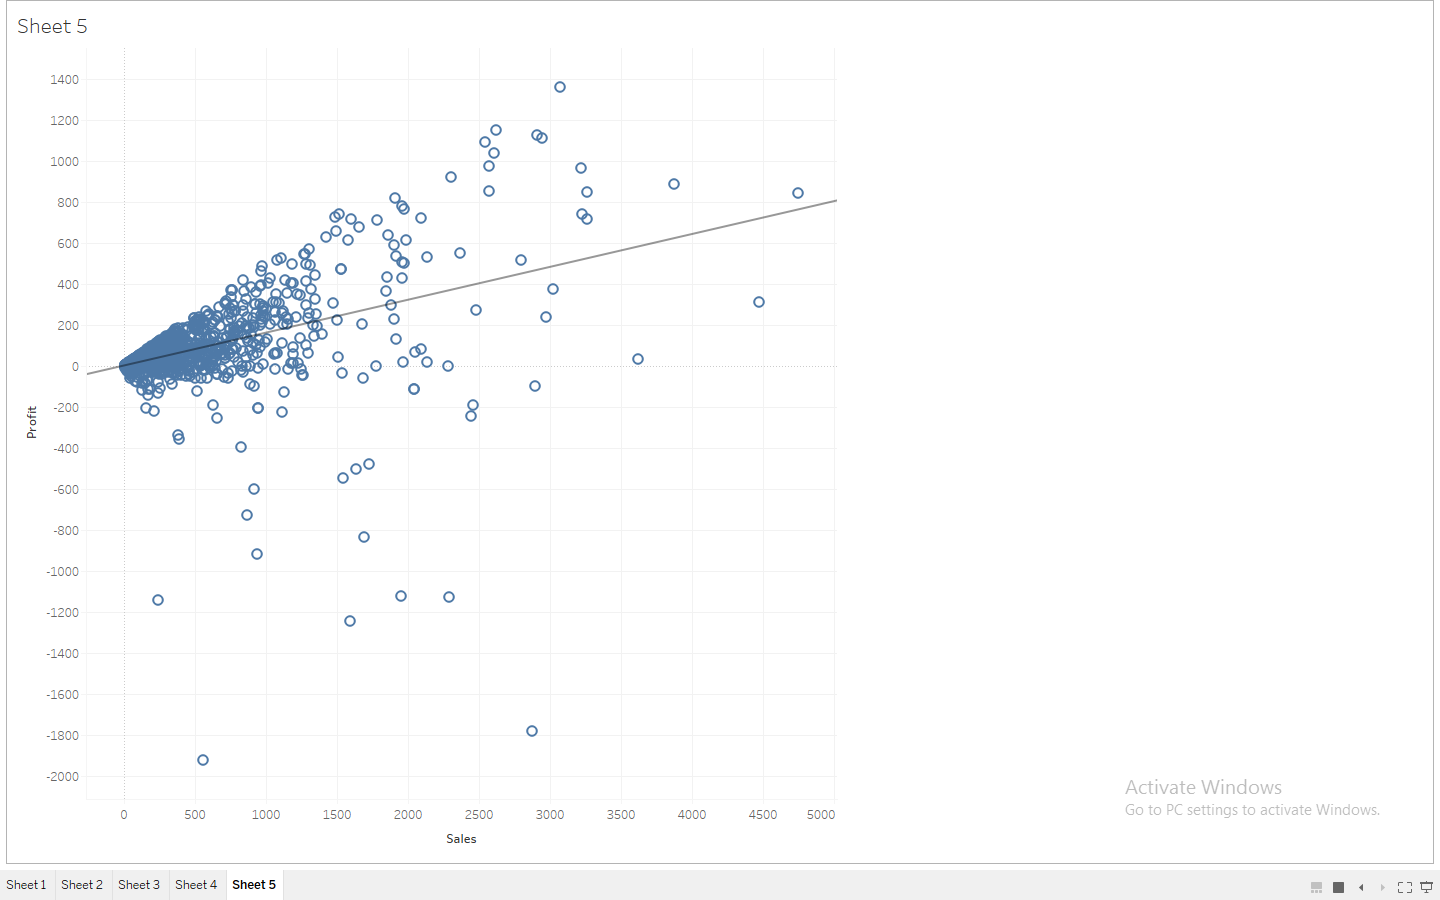 Sheet 5
1400
1200
1000
800
600
400
200
0
-200
-400
-600
-800
-1000
-1200
-1400
-1600
-1800
-2000
Profit
0 500 1000 1500 2000 2500 3000 3500 4000 4500 5000
Sales
Activate Windows
Go to PC settings to activate Windows.
Sheet 1 Sheet 2 Sheet 3 Sheet 4 Sheet 5